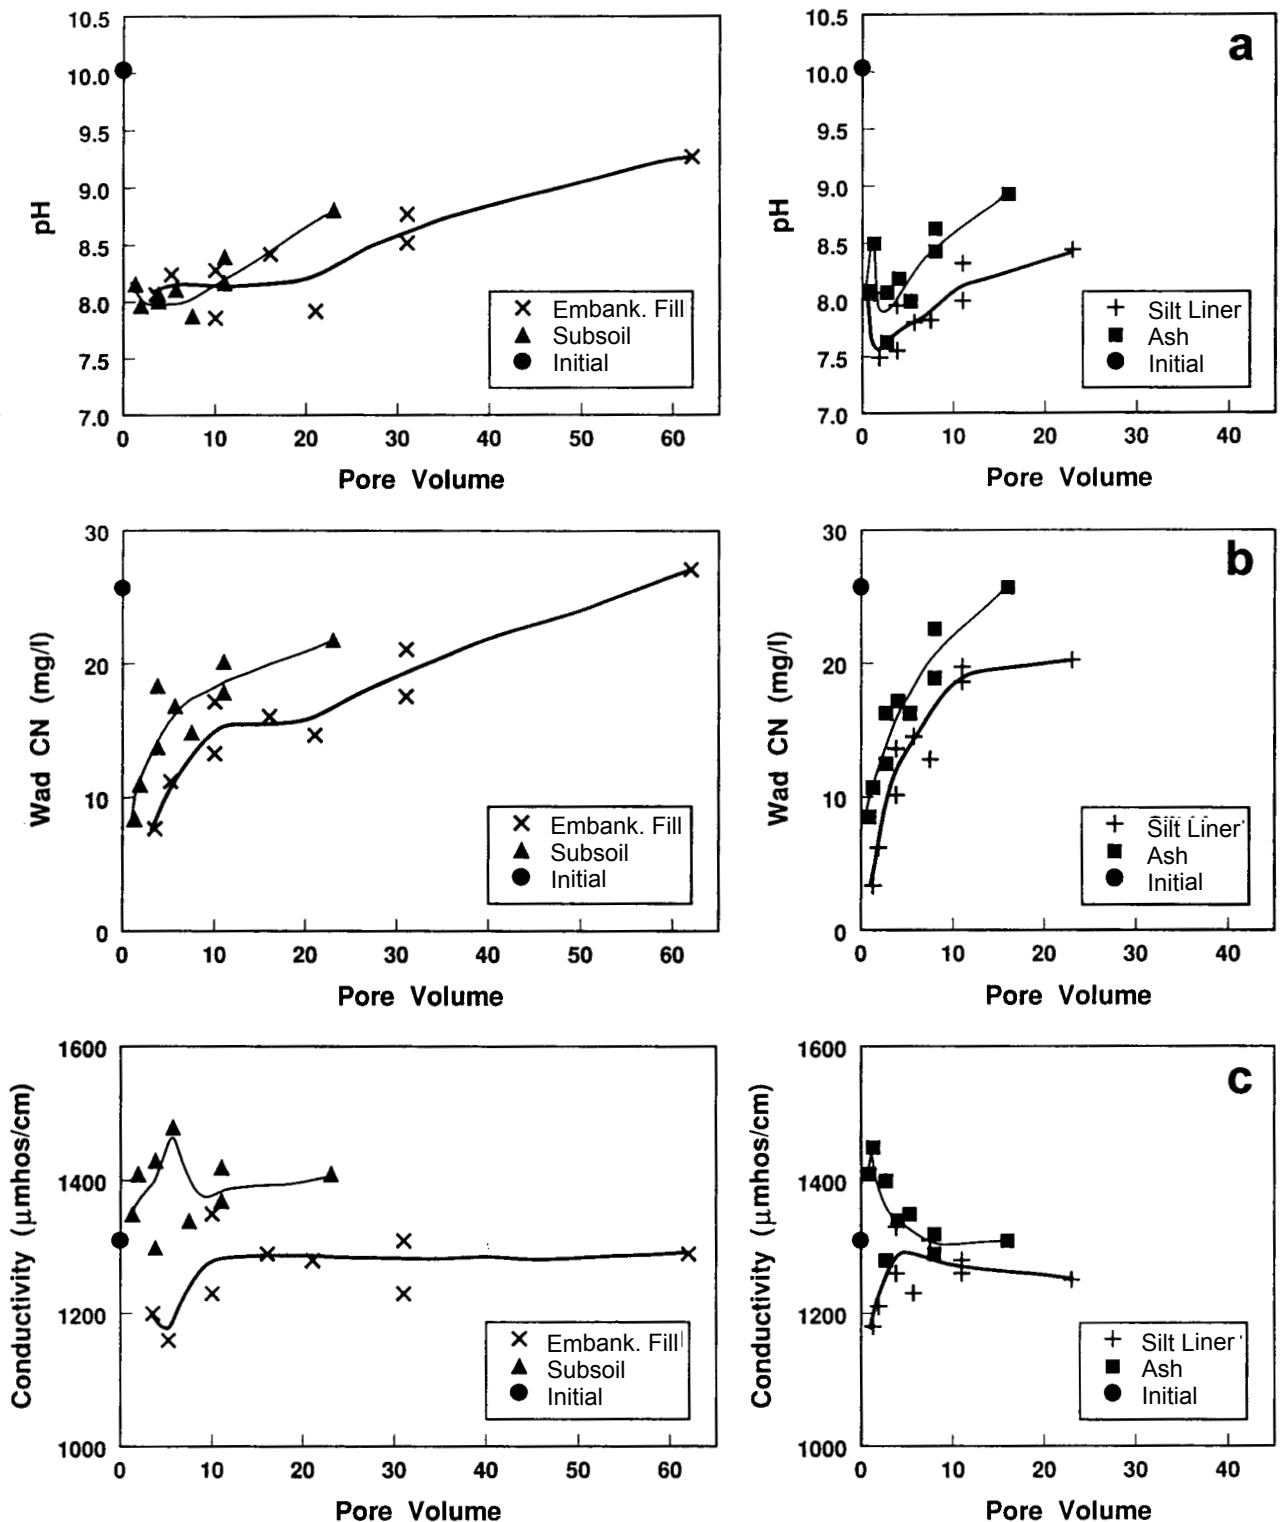 10.5
10.0
9.5
9.0
8.5
8.0
7.5
7.0
pH
Embank. Fill
Subsoil
Initial
0 10 20 30 40 50 60
Pore Volume
a
10.5
10.0
9.5
9.0
8.5
8.0
7.5
7.0
pH
Silt Liner
Ash
Initial
0 10 20 30 40
Pore Volume
30
20
10
0
Wad CN (mg/l)
Embank. Fill
Subsoil
Initial
0 10 20 30 40 50 60
Pore Volume
b
30
20
10
0
Wad CN (mg/l)
Silt Liner
Ash
Initial
0 10 20 30 40
Pore Volume
1600
1400
1200
1000
Conductivity (µmhos/cm)
Embank. Fill
Subsoil
Initial
0 10 20 30 40 50 60
Pore Volume
c
1600
1400
1200
1000
Conductivity (µmhos/cm)
Silt Liner
Ash
Initial
0 10 20 30 40
Pore Volume